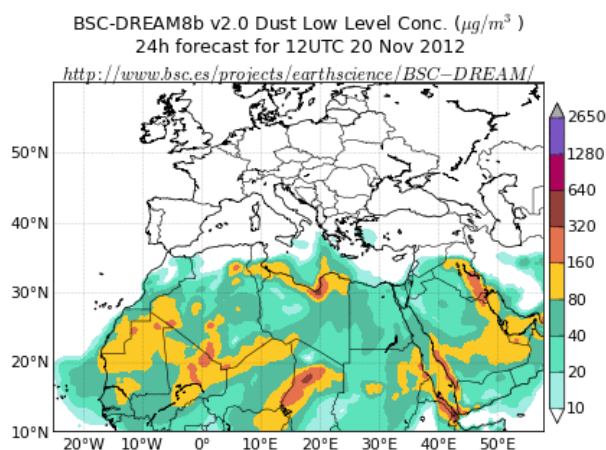 BSC-DREAM8b v2.0 Dust Low Level Conc. (μg/m³ )
24h forecast for 12UTC 20 Nov 2012
http://www.bsc.es/projects/earthscience/BSC−DREAM/
2650
1280
640
320
160
80
40
20
10
50°N
40°N
30°N
20°N
10°N
20°W 10°W 0° 10°E 20°E 30°E 40°E 50°E